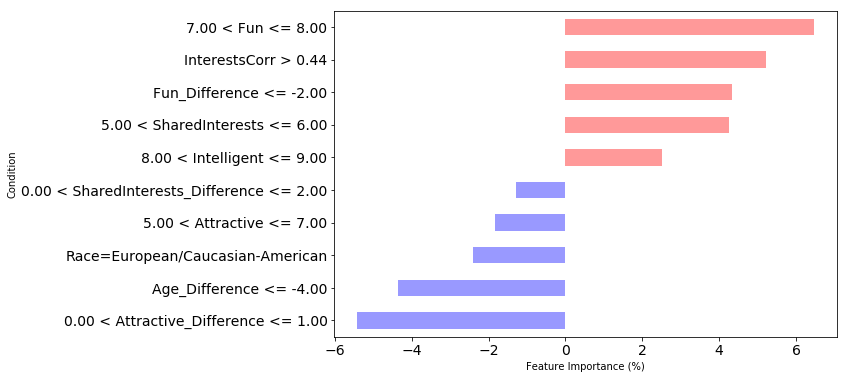 7.00 < Fun <= 8.00
InterestsCorr > 0.44
Fun_Difference <= -2.00
5.00 < SharedInterests <= 6.00
8.00 < Intelligent <= 9.00
0.00 < SharedInterests_Difference <= 2.00
5.00 < Attractive <= 7.00
Race=European/Caucasian-American
Age_Difference <= -4.00
0.00 < Attractive_Difference <= 1.00
Condition
−6 −4 −2 0 2 4 6
Feature Importance (%)